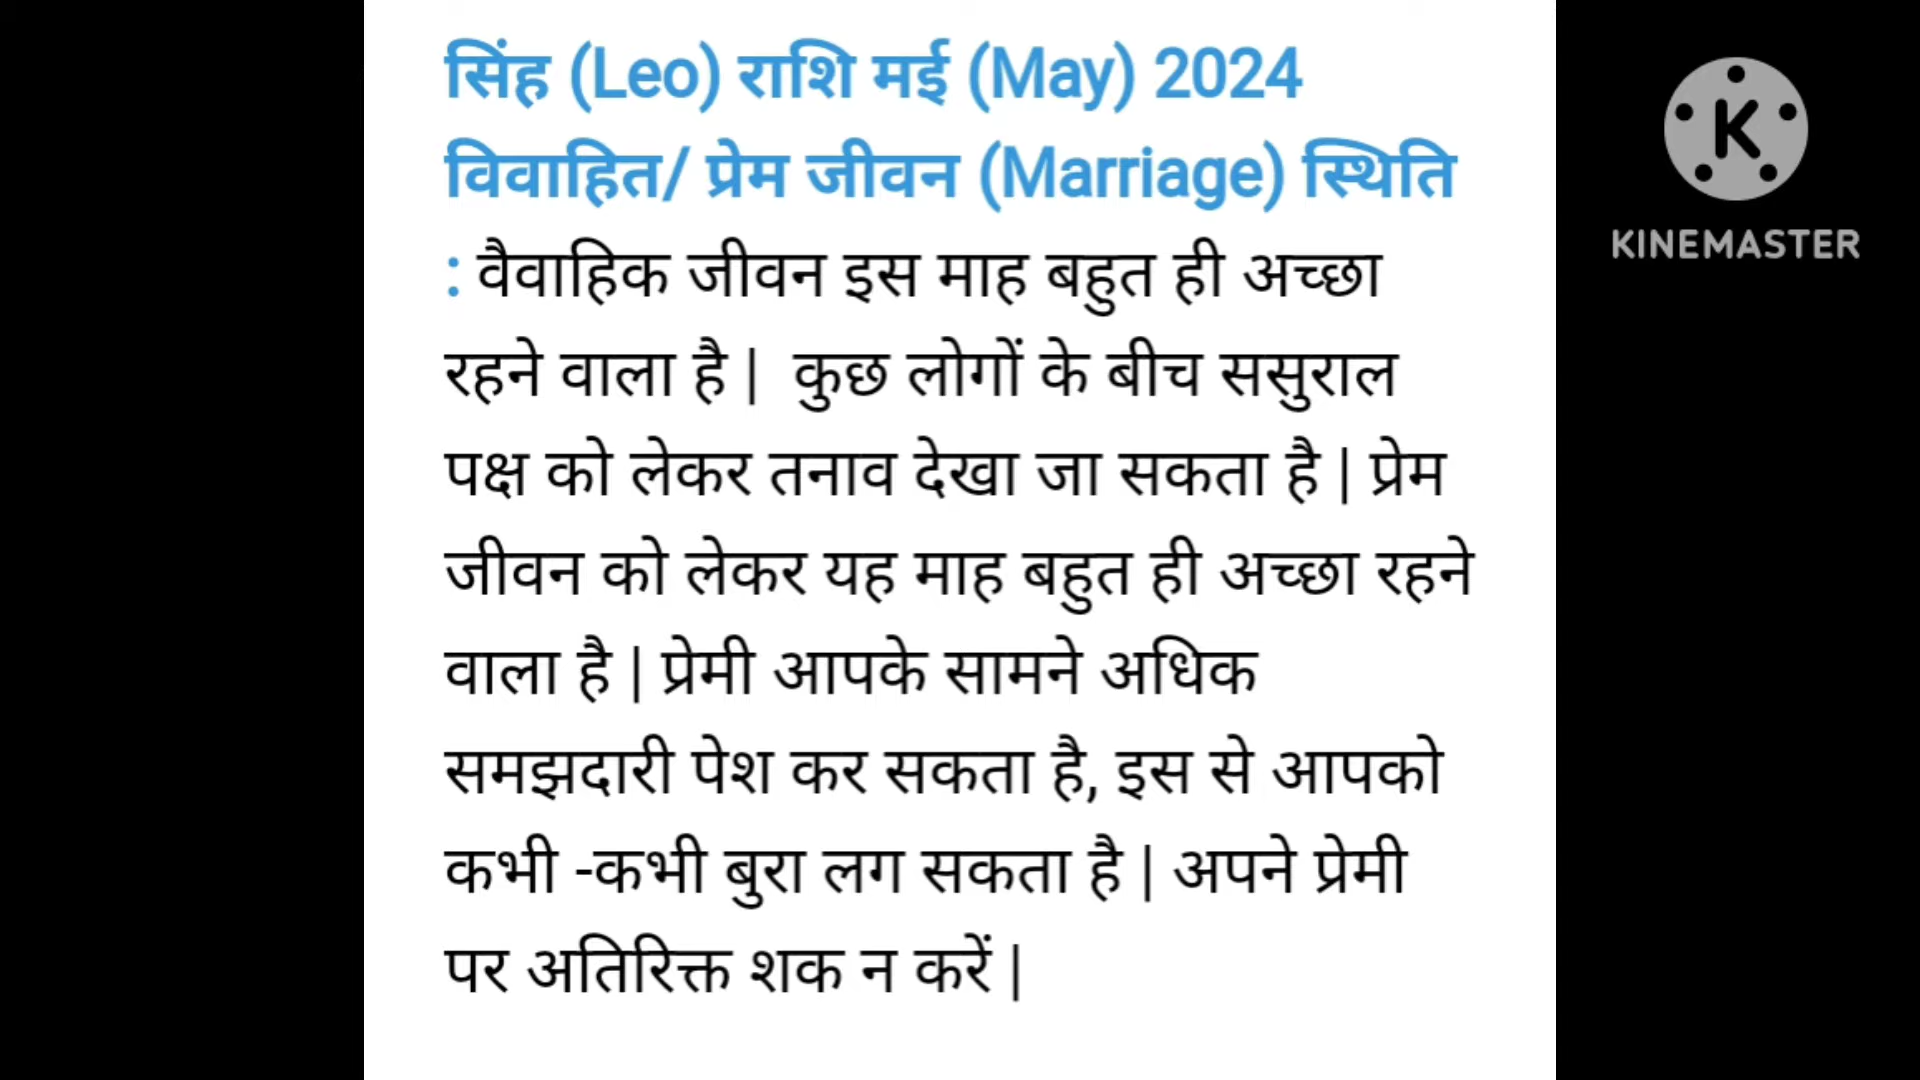 सिंह (Leo) राशि मई (May) 2024
विवाहित/ प्रेम जीवन (Marriage) स्थिति
: वैवाहिक जीवन इस माह बहुत ही अच्छा
रहने वाला है | कुछ लोगों के बीच ससुराल
पक्ष को लेकर तनाव देखा जा सकता है | प्रेम
जीवन को लेकर यह माह बहुत ही अच्छा रहने
वाला है | प्रेमी आपके सामने अधिक
समझदारी पेश कर सकता है, इस से आपको
कभी -कभी बुरा लग सकता है | अपने प्रेमी
पर अतिरिक्त शक न करें |
K
KINEMASTER